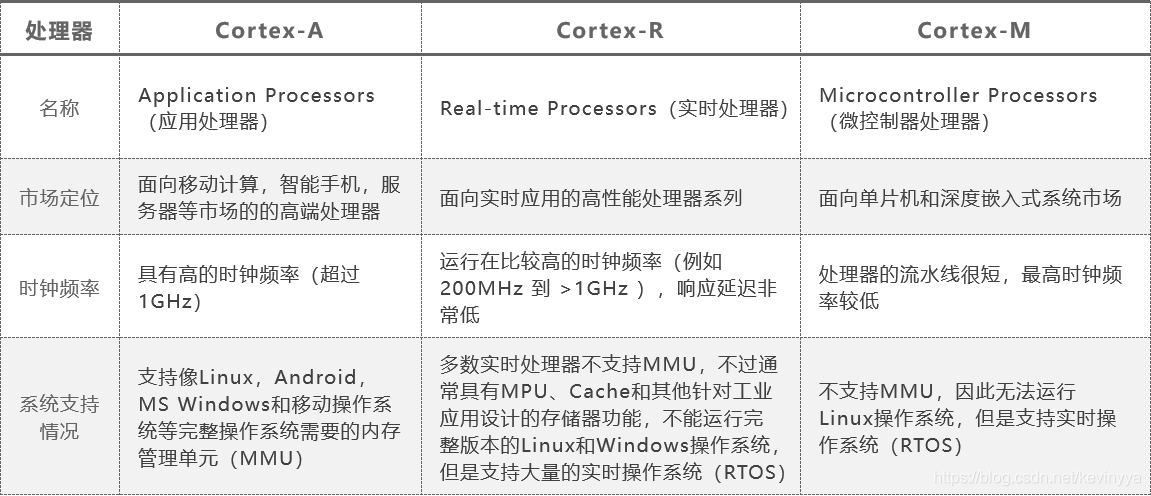 处理器
Cortex-A
Cortex-R
Cortex-M
名称
Application Processors
（应用处理器）
Real-time Processors（实时处理器）
Microcontroller Processors
（微控制器处理器）
市场定位
面向移动计算，智能手机，服
务器等市场的的高端处理器
面向实时应用的高性能处理器系列
面向单片机和深度嵌入式系统市场
时钟频率
具有高的时钟频率（超过
1GHz）
运行在比较高的时钟频率（例如
200MHz 到 >1GHz ），响应延迟非
常低
处理器的流水线很短，最高时钟频
率较低
系统支持
情况
支持像Linux，Android，
MS Windows和移动操作系
统等完整操作系统需要的内存
管理单元（MMU）
多数实时处理器不支持MMU，不过通
常具有MPU、Cache和其他针对工业
应用设计的存储器功能，不能运行完
整版本的Linux和Windows操作系统，
但是支持大量的实时操作系统（RTOS）
不支持MMU，因此无法运行
Linux操作系统，但是支持实时操
作系统（RTOS）
https://blog.csdn.net/kevinyya